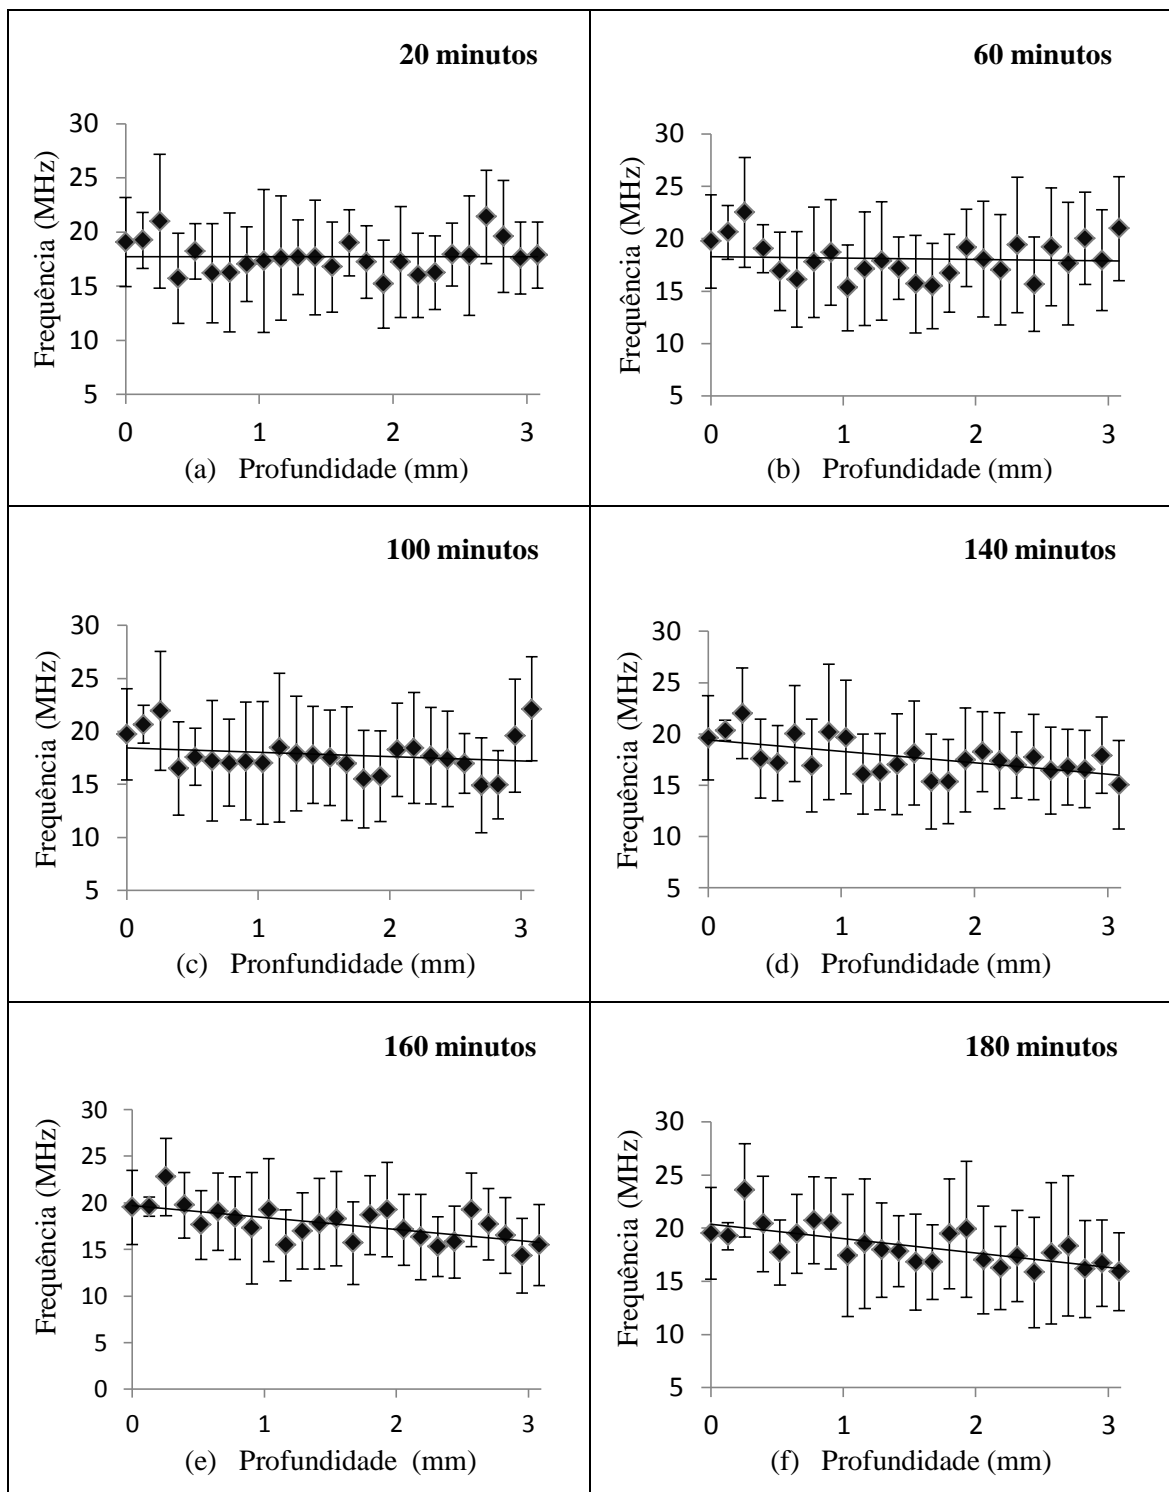 20 minutos
Frequência (MHz)
30
25
20
15
10
5
0 1 2 3
(a) Profundidade (mm)
60 minutos
Frequência (MHz)
30
25
20
15
10
5
0 1 2 3
(b) Profundidade (mm)
100 minutos
Frequência (MHz)
30
25
20
15
10
5
0 1 2 3
(c) Pronfundidade (mm)
140 minutos
Frequência (MHz)
30
25
20
15
10
5
0 1 2 3
(d) Profundidade (mm)
160 minutos
Frequência (MHz)
30
25
20
15
10
5
0
0 1 2 3
(e) Profundidade (mm)
180 minutos
Frequência (MHz)
30
25
20
15
10
5
0 1 2 3
(f) Profundidade (mm)